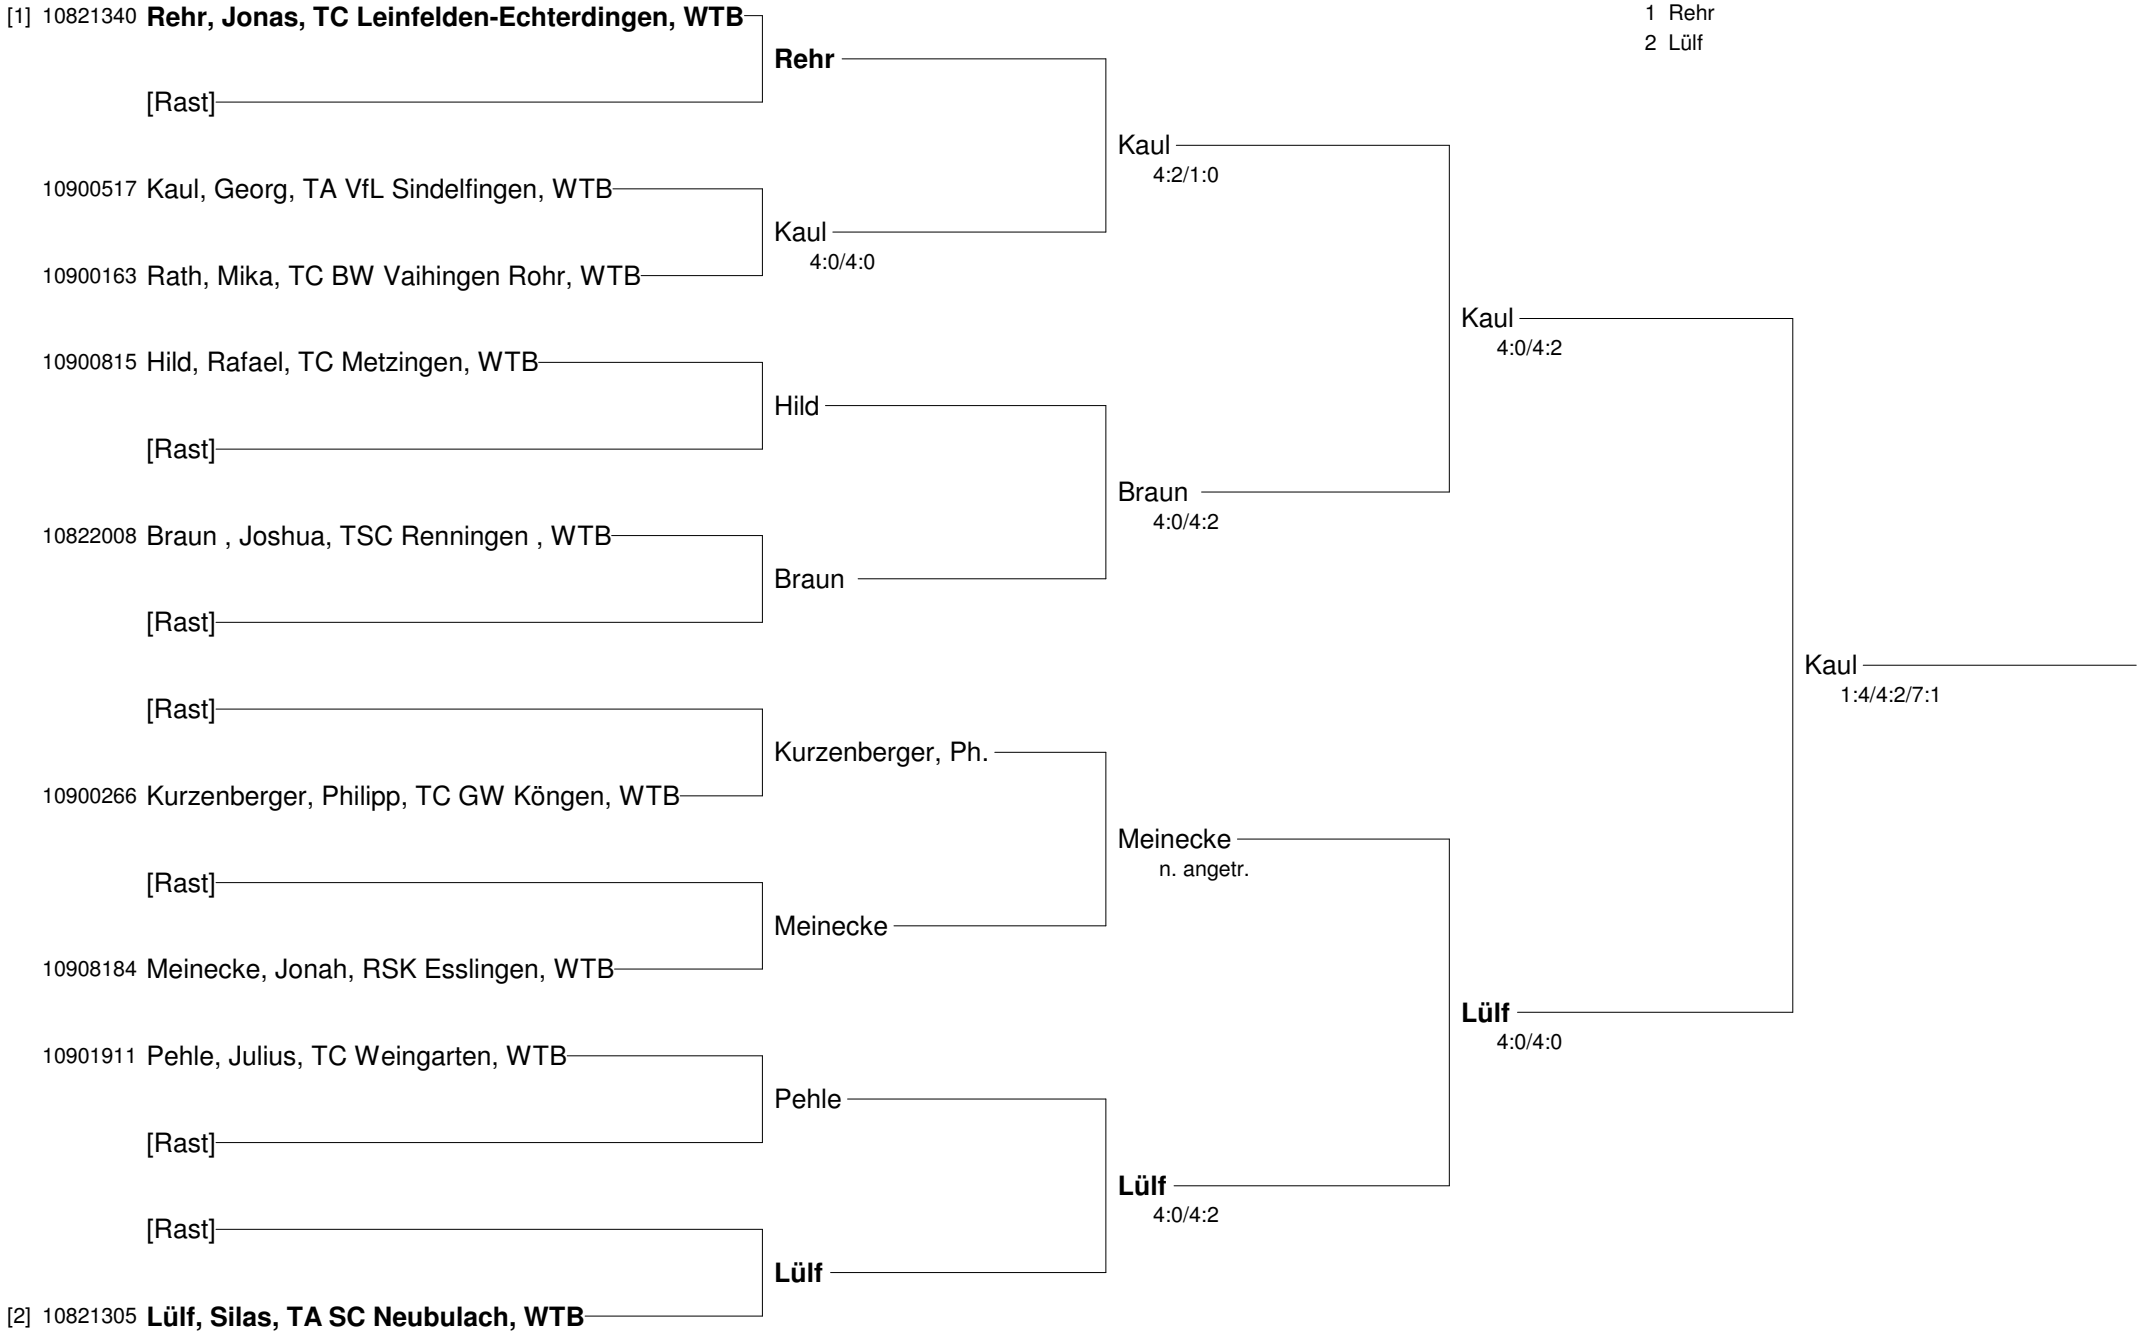 [1] 10821340 Rehr, Jonas, TC Leinfelden-Echterdingen, WTB
1 Rehr
2 Lülf
Rehr
[Rast]
Kaul
4:2/1:0
10900517 Kaul, Georg, TA VfL Sindelfingen, WTB
Kaul
4:0/4:0
10900163 Rath, Mika, TC BW Vaihingen Rohr, WTB
Kaul
4:0/4:2
10900815 Hild, Rafael, TC Metzingen, WTB
Hild
[Rast]
Braun
4:0/4:2
10822008 Braun , Joshua, TSC Renningen , WTB
Braun
[Rast]
Kaul
1:4/4:2/7:1
[Rast]
Kurzenberger, Ph.
10900266 Kurzenberger, Philipp, TC GW Köngen, WTB
Meinecke
n. angetr.
[Rast]
Meinecke
10908184 Meinecke, Jonah, RSK Esslingen, WTB
Lülf
4:0/4:0
10901911 Pehle, Julius, TC Weingarten, WTB
Pehle
[Rast]
Lülf
4:0/4:2
[Rast]
Lülf
[2] 10821305 Lülf, Silas, TA SC Neubulach, WTB